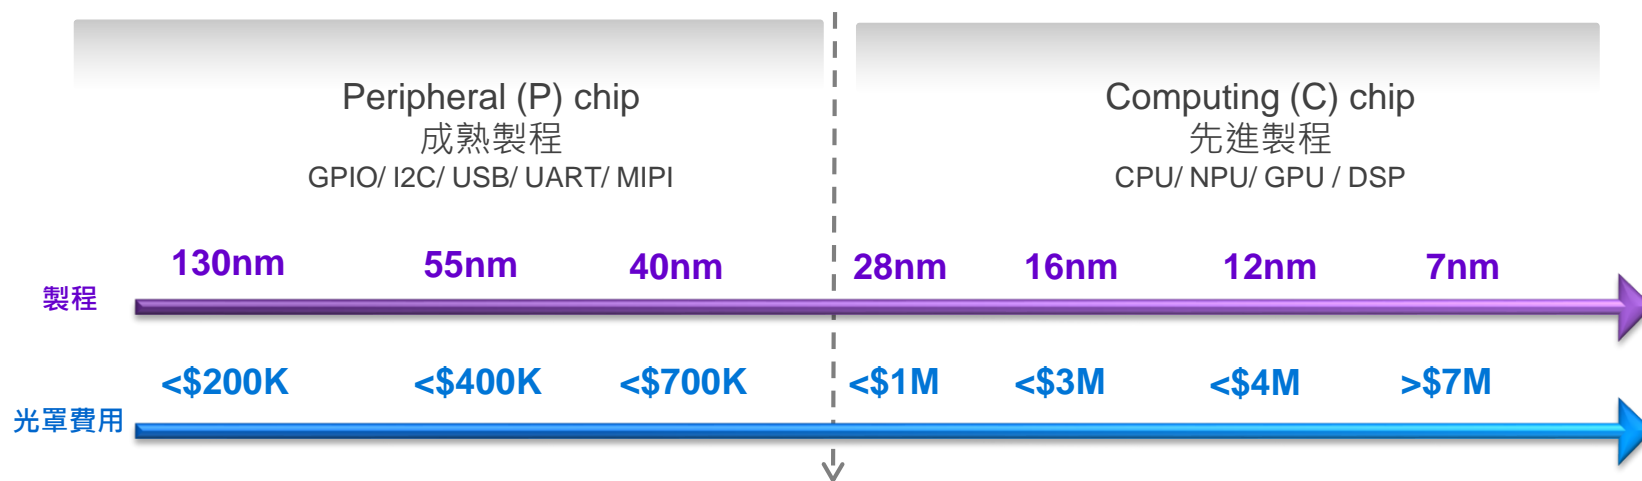 Peripheral (P) chip
成熟製程
GPIO/ I2C/ USB/ UART/ MIPI
Computing (C) chip
先進製程
CPU/ NPU/ GPU / DSP
製程 130nm 55nm 40nm 28nm 16nm 12nm 7nm
光罩費用 <$200K <$400K <$700K <$1M <$3M <$4M >$7M